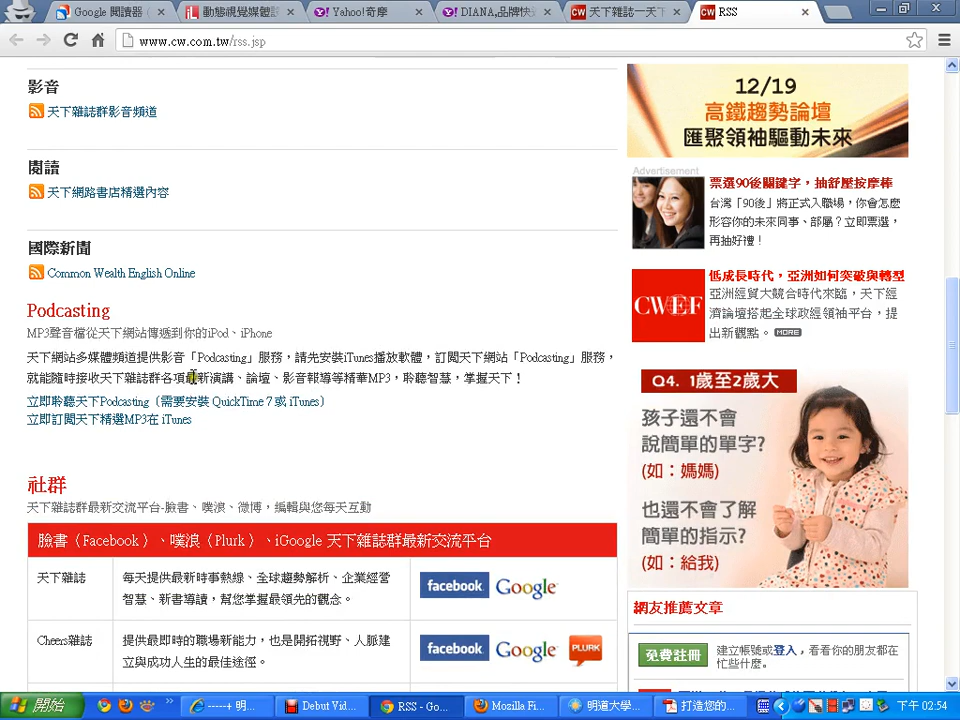 Google 閱讀器
動態視覺媒體設
Yahoo!奇摩
DIANA,品牌快
天下雜誌一天下
RSS
www.cw.com.tw/rss.jsp
影音
天下雜誌群影音頻道
閱讀
天下網路書店精選內容
國際新聞
Common Wealth English Online
Podcasting
MP3聲音檔從天下網站傳遞到你的iPod、iPhone
天下網站多媒體頻道提供影音「Podcasting」服務，請先安裝iTunes播放軟體，訂閱天下網站「Podcasting」服務，
就能隨時接收天下雜誌群各項最新演講、論壇、影音報導等精華MP3，聆聽智慧，掌握天下！
立即聆聽天下Podcasting（需要安裝 QuickTime 7 或 iTunes）
立即訂閱天下精選MP3在 iTunes
社群
天下雜誌群最新交流平台-臉書、噗浪、微博，編輯與您每天互動
臉書（Facebook）、噗浪（Plurk）、iGoogle 天下雜誌群最新交流平台
天下雜誌
每天提供最新時事熱線、全球趨勢解析、企業經營
智慧、新書導讀，幫您掌握最領先的觀念。
facebook
Google
Cheers雜誌
提供最即時的職場新能力，也是開拓視野、人脈建
立與成功人生的最佳途徑。
facebook
Google
PLURK
12/19
高鐵趨勢論壇
匯聚領袖驅動未來
Advertisement
票選90後關鍵字，抽舒壓按摩棒
台灣「90後」將正式入職場，你會怎麼
形容你的未來同事、部屬？立即票選，
再抽好禮！
CWEF
低成長時代，亞洲如何突破與轉型
亞洲經貿大競合時代來臨，天下經
濟論壇搭起全球政經領袖平台，提
出新觀點。 MORE
Q4. 1歲至2歲大
孩子還不會
說簡單的單字?
(如：媽媽)
也還不會了解
簡單的指示?
(如：給我)
網友推薦文章
免費註冊
建立帳號或登入，看看你的朋友都在
忙些什麼。
開始
-----+ 明...
Debut Vid...
RSS - Go...
Mozilla Fi...
明道大學...
打造您的...
下午 02:54